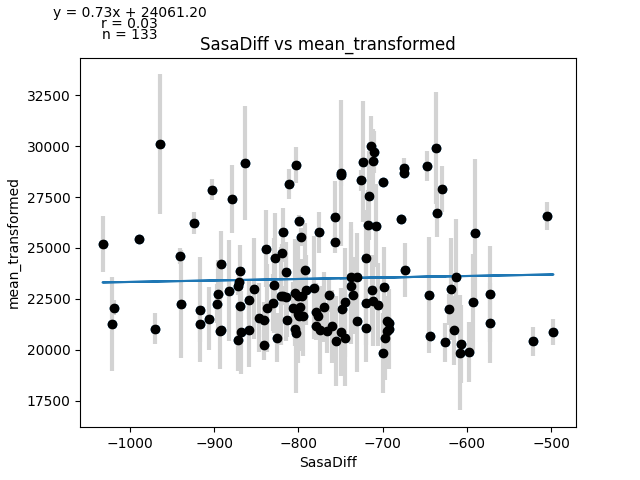 y = 0.73x + 24061.20
r = 0.03
n = 133
SasaDiff vs mean_transformed
32500
30000
27500
25000
22500
20000
17500
mean_transformed
−1000
−900
−800
−700
−600
−500
SasaDiff